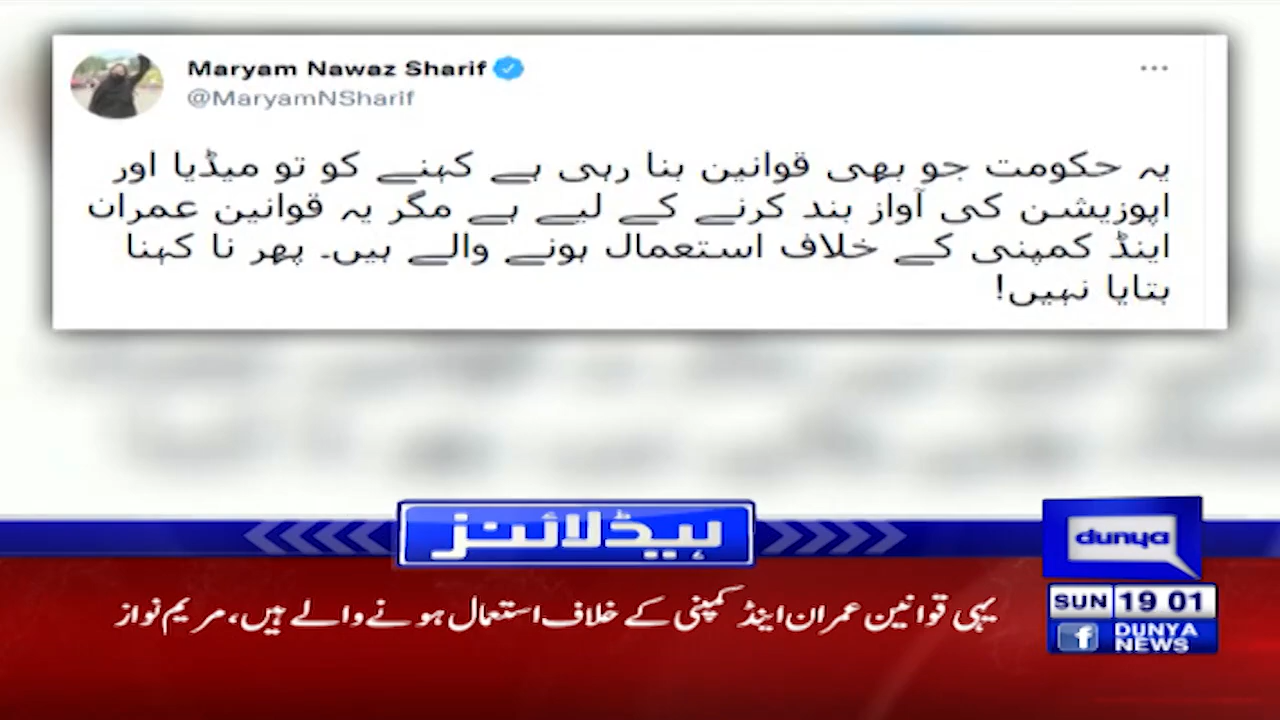 Maryam Nawaz Sharif
@MaryamNSharif
یہ حکومت جو بھی قوانین بنا رہی ہے کہنے کو تو میڈیا اور
اپوزیشن کی آواز بند کرنے کے لیے ہے مگر یہ قوانین عمران
اینڈ کمپنی کے خلاف استعمال ہونے والے ہیں۔ پھر نا کہنا
بتایا نہیں!
ہیڈلائنز
dunya
یہی قوانین عمران اینڈ کمپنی کے خلاف استعمال ہونے والے ہیں، مریم نواز
SUN 19 01
f DUNYA
NEWS